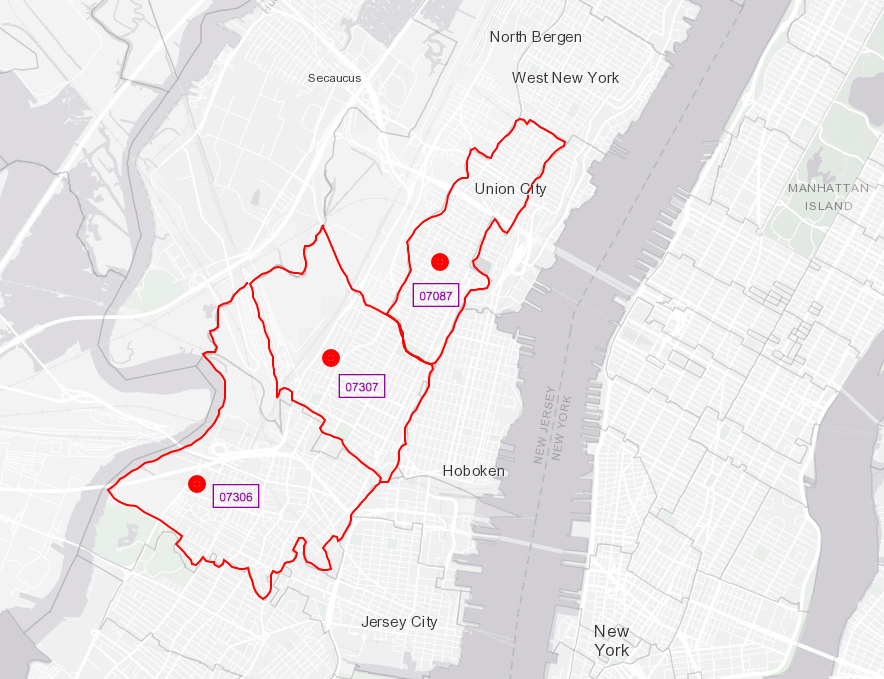 North Bergen
Secaucus
West New York
Union City
MANHATTAN
ISLAND
07087
07307
NEW JERSEY
NEW YORK
Hoboken
07306
Jersey City
New
York